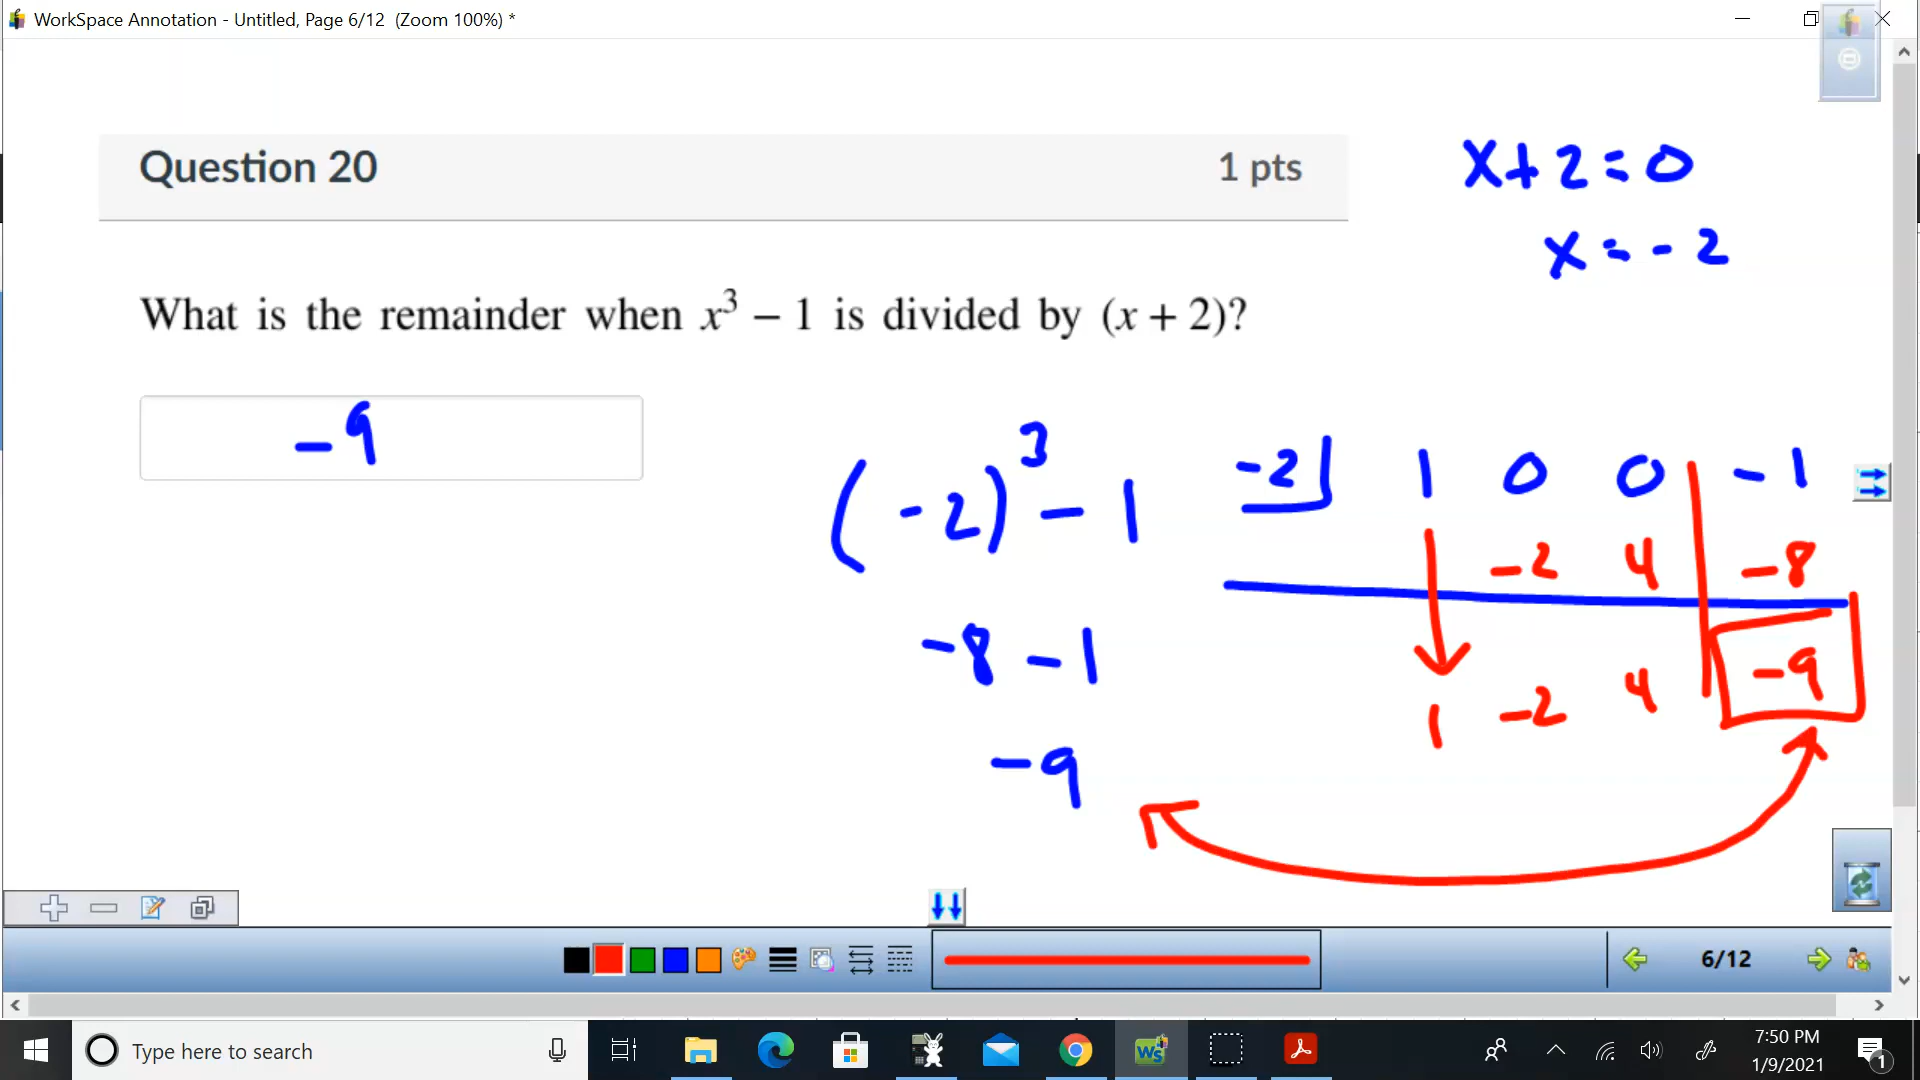 WorkSpace Annotation - Untitled, Page 6/12 (Zoom 100%) *
Question 20
1 pts
x+2=0
x=-2
What is the remainder when x³ − 1 is divided by (x + 2)?
-9
(-2)³-1
-8-1
-9
-2 1 0 0 -1
-2 4 -8
1 -2 4 -9
6/12
Type here to search
WS
7:50 PM
1/9/2021
1